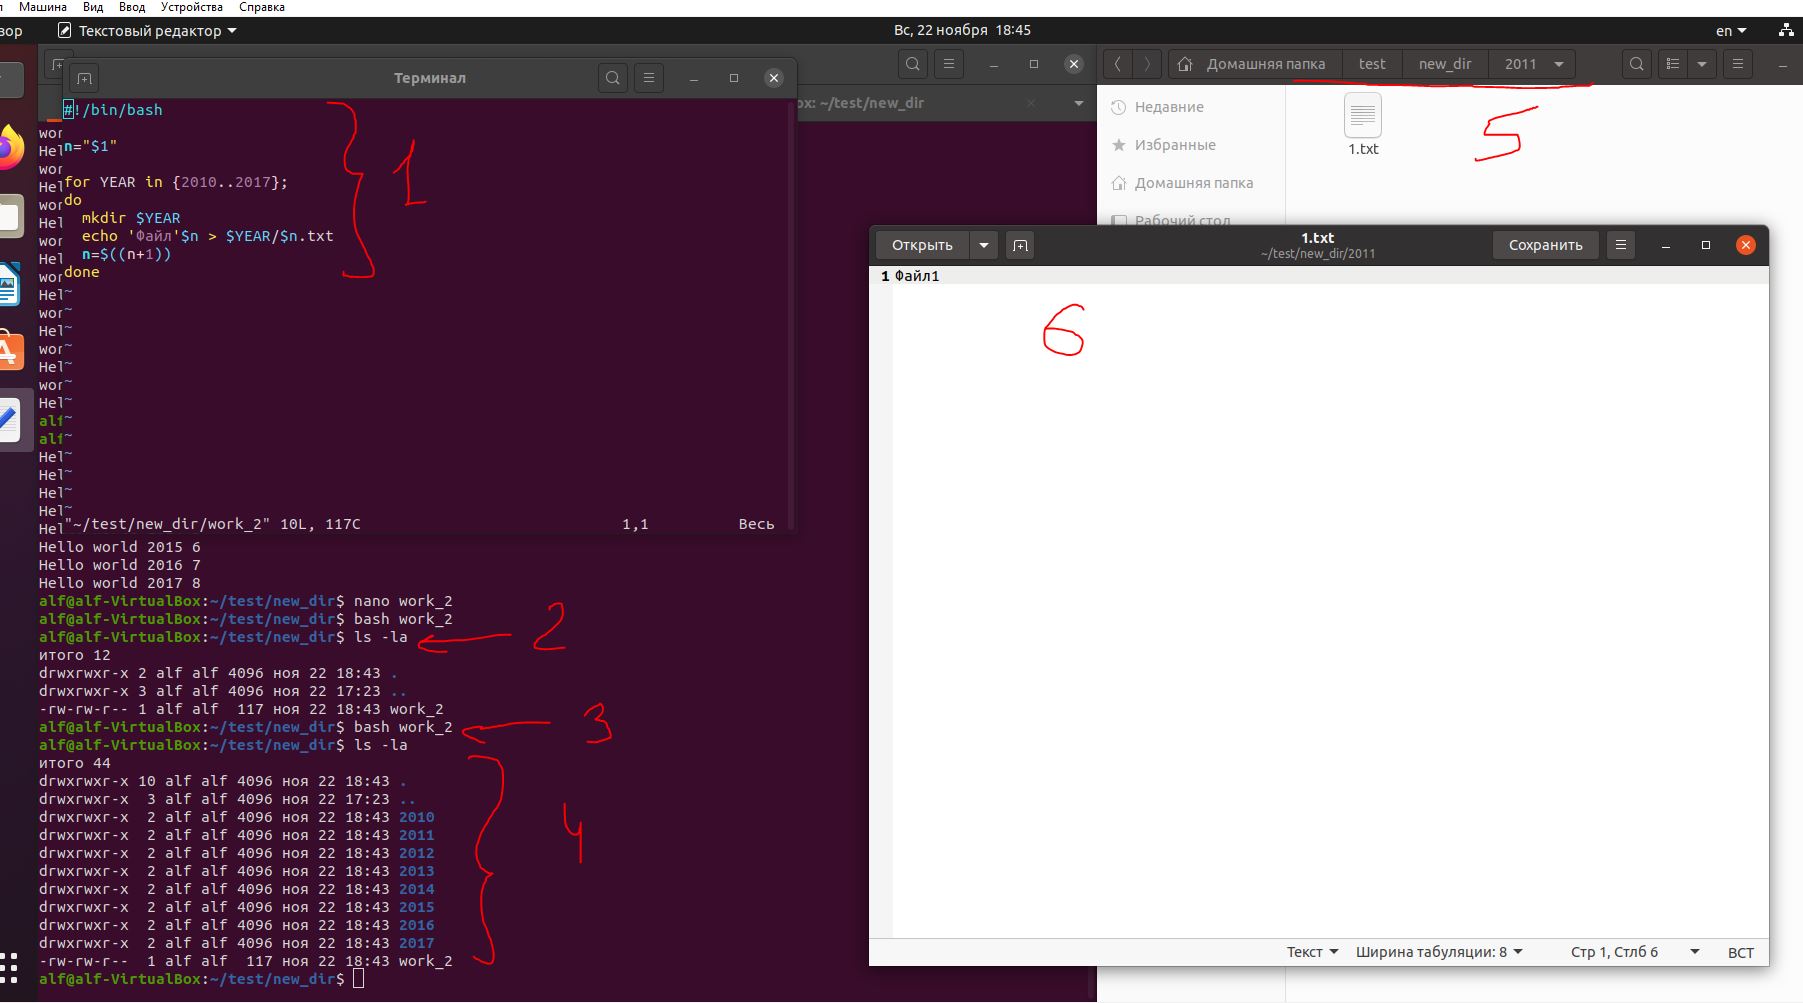 Машина Вид Ввод Устройства Справка
Текстовый редактор
Вс, 22 ноября 18:45
en
Терминал
#!/bin/bash
n="$1"
for YEAR in {2010..2017};
do
mkdir $YEAR
echo 'Файл'$n > $YEAR/$n.txt
n=$((n+1))
done
~
~
~
~
~
~
~
~
~
~
~
~
~
"~/test/new_dir/work_2" 10L, 117C 1,1 Весь
1
ox: ~/test/new_dir
Hello world 2015 6
Hello world 2016 7
Hello world 2017 8
alf@alf-VirtualBox:~/test/new_dir$ nano work_2
alf@alf-VirtualBox:~/test/new_dir$ bash work_2
alf@alf-VirtualBox:~/test/new_dir$ ls -la
2
итого 12
drwxrwxr-x 2 alf alf 4096 ноя 22 18:43 .
drwxrwxr-x 3 alf alf 4096 ноя 22 17:23 ..
-rw-rw-r-- 1 alf alf 117 ноя 22 18:43 work_2
alf@alf-VirtualBox:~/test/new_dir$ bash work_2
3
alf@alf-VirtualBox:~/test/new_dir$ ls -la
итого 44
drwxrwxr-x 10 alf alf 4096 ноя 22 18:43 .
drwxrwxr-x 3 alf alf 4096 ноя 22 17:23 ..
drwxrwxr-x 2 alf alf 4096 ноя 22 18:43 2010
drwxrwxr-x 2 alf alf 4096 ноя 22 18:43 2011
drwxrwxr-x 2 alf alf 4096 ноя 22 18:43 2012
drwxrwxr-x 2 alf alf 4096 ноя 22 18:43 2013
drwxrwxr-x 2 alf alf 4096 ноя 22 18:43 2014
drwxrwxr-x 2 alf alf 4096 ноя 22 18:43 2015
drwxrwxr-x 2 alf alf 4096 ноя 22 18:43 2016
drwxrwxr-x 2 alf alf 4096 ноя 22 18:43 2017
-rw-rw-r-- 1 alf alf 117 ноя 22 18:43 work_2
4
alf@alf-VirtualBox:~/test/new_dir$
Домашняя папка test new_dir 2011
Недавние
Избранные
Домашняя папка
Рабочий стол
1.txt
5
Открыть
1.txt
~/test/new_dir/2011
Сохранить
1 Файл1
6
Текст Ширина табуляции: 8 Стр 1, Стлб 6 ВСТ